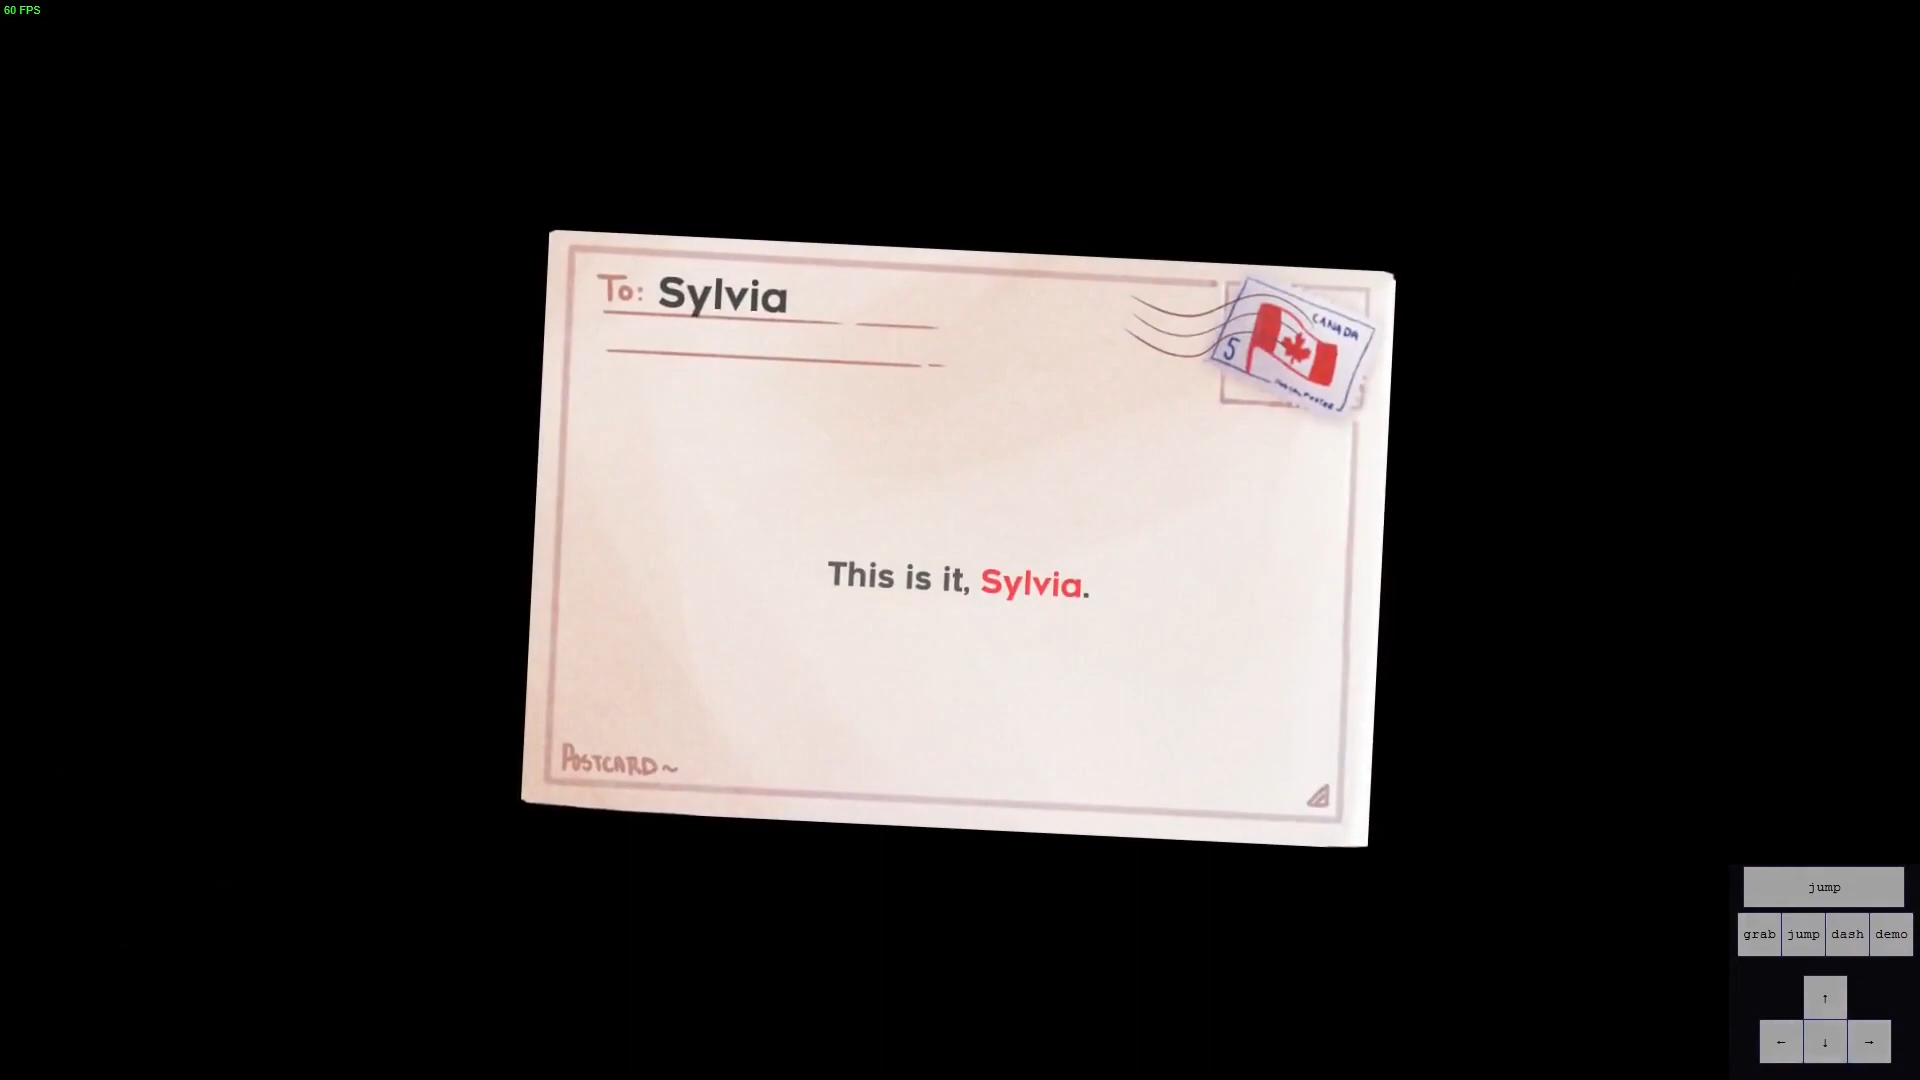 60 FPS
To: Sylvia
CANADA
5
This is it, Sylvia.
POSTCARD~
jump
grab jump dash demo
↑
← ↓ →